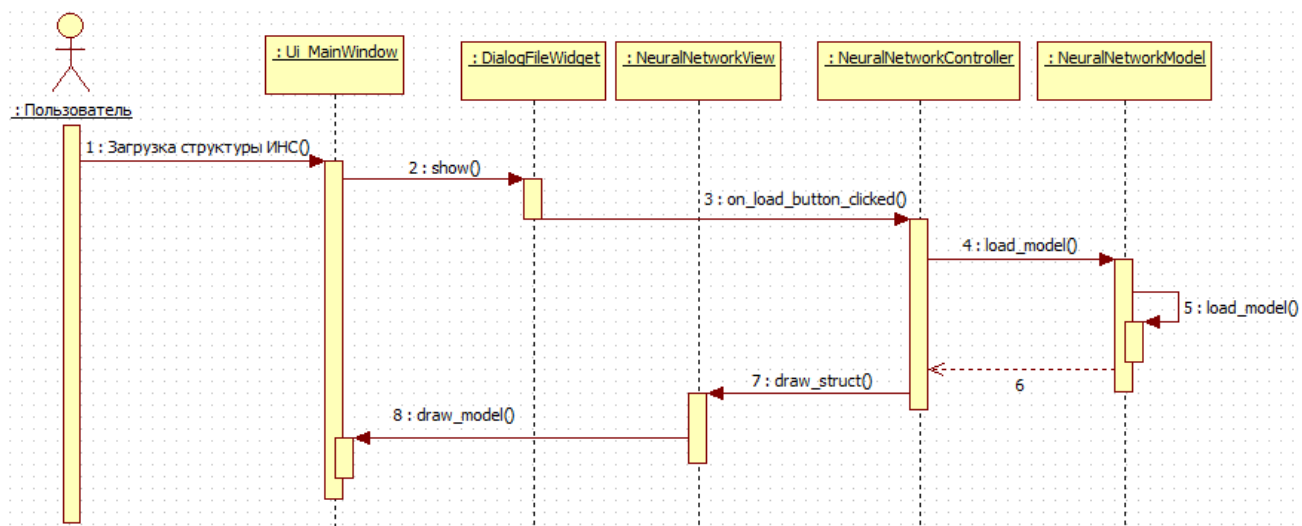 : Ui_MainWindow
: DialogFileWidget
: NeuralNetworkView
: NeuralNetworkController
: NeuralNetworkModel
: Пользователь
1 : Загрузка структуры ИНС()
2 : show()
3 : on_load_button_clicked()
4 : load_model()
5 : load_model()
6
7 : draw_struct()
8 : draw_model()